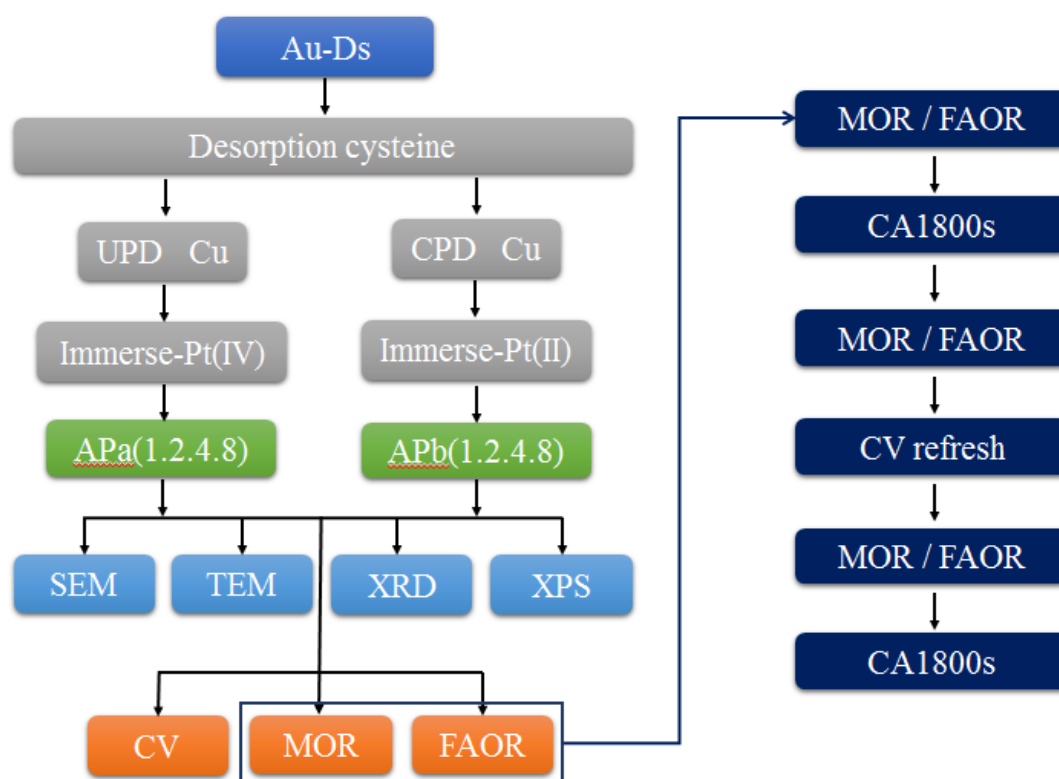 Au-Ds
Desorption cysteine
UPD Cu
CPD Cu
Immerse-Pt(IV)
Immerse-Pt(II)
APa(1.2.4.8)
APb(1.2.4.8)
SEM
TEM
XRD
XPS
CV
MOR
FAOR
MOR / FAOR
CA1800s
MOR / FAOR
CV refresh
MOR / FAOR
CA1800s